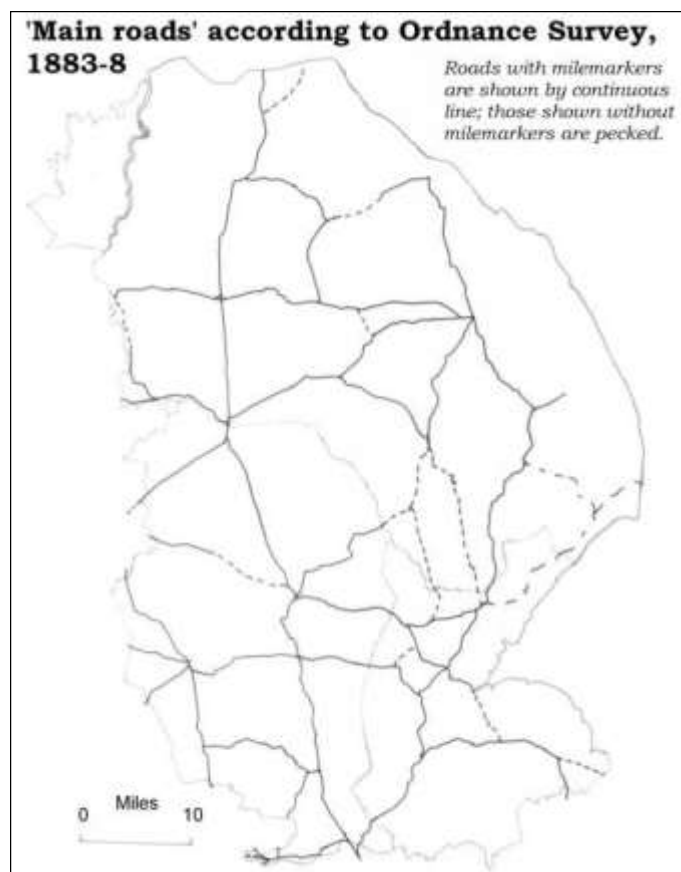 'Main roads' according to Ordnance Survey,
1883-8
Roads with milemarkers
are shown by continuous
line; those shown without
milemarkers are pecked.
Miles
0 10